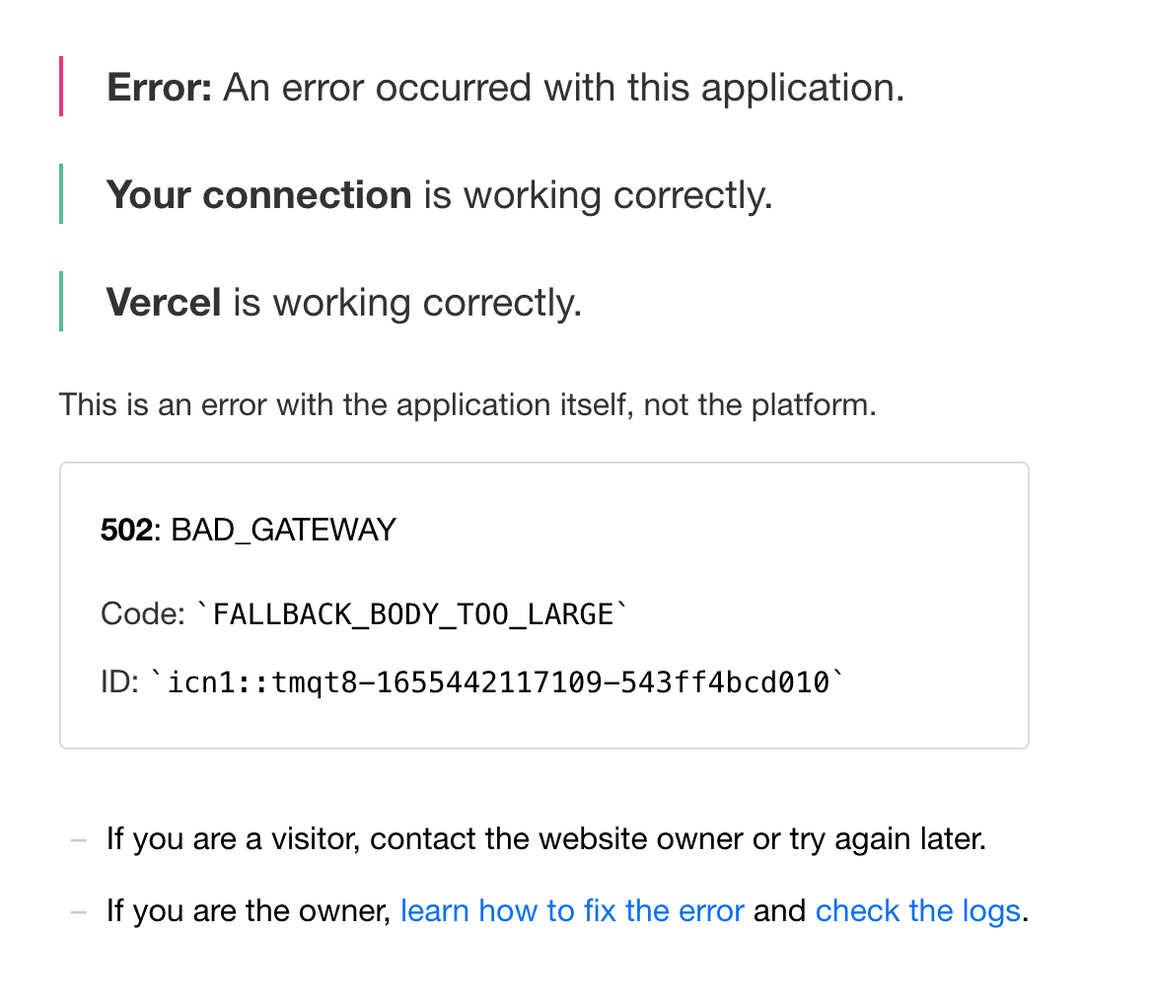 Error: An error occurred with this application.
Your connection is working correctly.
Vercel is working correctly.
This is an error with the application itself, not the platform.
502: BAD_GATEWAY
Code: `FALLBACK_BODY_TOO_LARGE`
ID: `icn1::tmqt8-1655442117109-543ff4bcd010`
– If you are a visitor, contact the website owner or try again later.
– If you are the owner, learn how to fix the error and check the logs.